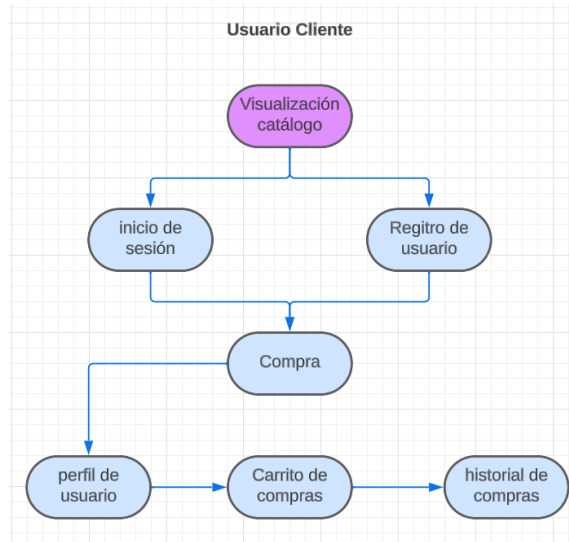 Usuario Cliente
Visualización
catálogo
inicio de
sesión
Regitro de
usuario
Compra
perfil de
usuario
Carrito de
compras
historial de
compras